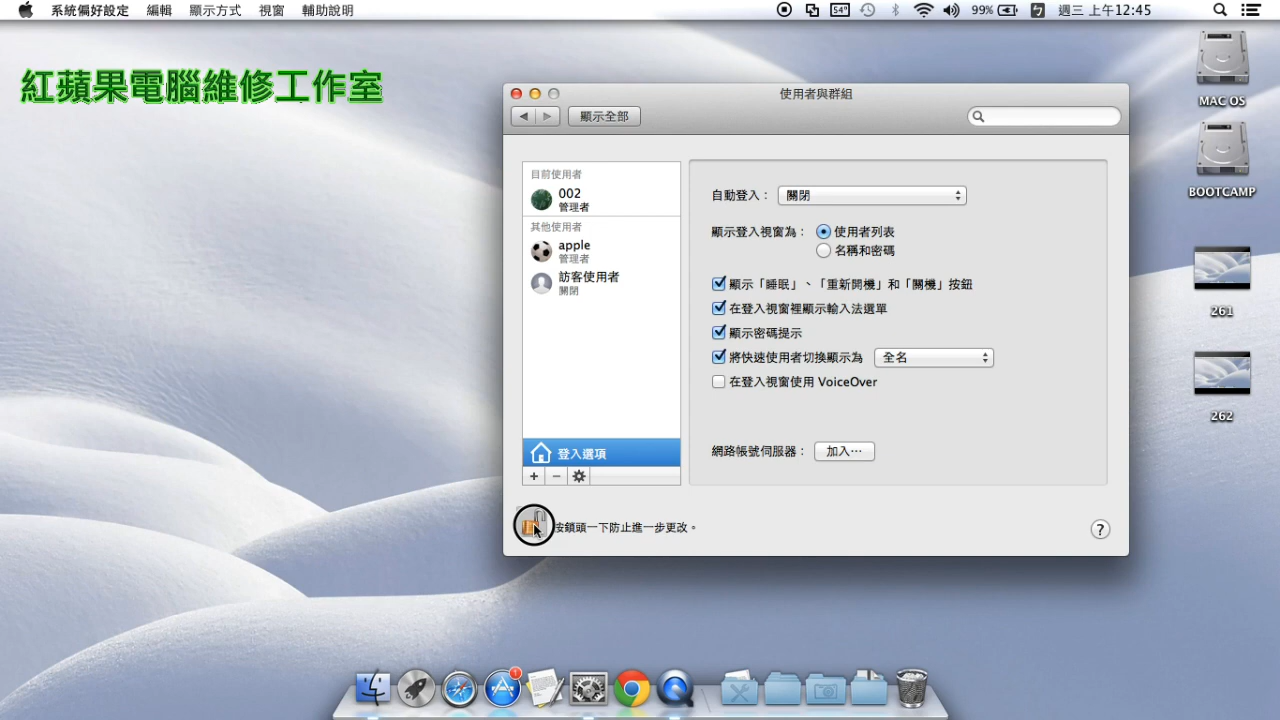 系統偏好設定 編輯 顯示方式 視窗 輔助說明 54° 99% ㄅ 週三 上午12:45
紅蘋果電腦維修工作室
MAC OS
BOOTCAMP
261
262
使用者與群組
顯示全部
目前使用者
002
管理者
其他使用者
apple
管理者
訪客使用者
關閉
登入選項
+ −
自動登入： 關閉
顯示登入視窗為： 使用者列表
名稱和密碼
顯示「睡眠」、「重新開機」和「關機」按鈕
在登入視窗裡顯示輸入法選單
顯示密碼提示
將快速使用者切換顯示為 全名
在登入視窗使用 VoiceOver
網路帳號伺服器： 加入⋯
按鎖頭一下防止進一步更改。
?
1